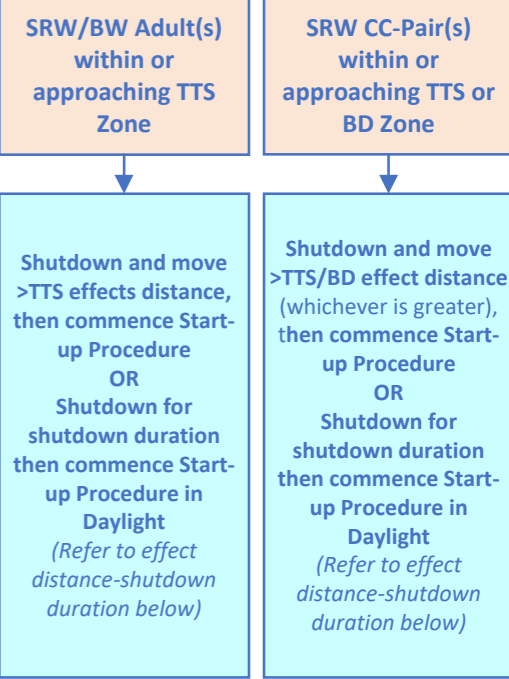 SRW/BW Adult(s)
within or
approaching TTS
Zone
SRW CC-Pair(s)
within or
approaching TTS or
BD Zone
Shutdown and move
>TTS effects distance,
then commence Start-
up Procedure
OR
Shutdown for
shutdown duration
then commence Start-
up Procedure in
Daylight
(Refer to effect
distance-shutdown
duration below)
Shutdown and move
>TTS/BD effect distance
(whichever is greater),
then commence Start-
up Procedure
OR
Shutdown for
shutdown duration
then commence Start-
up Procedure in
Daylight
(Refer to effect
distance-shutdown
duration below)